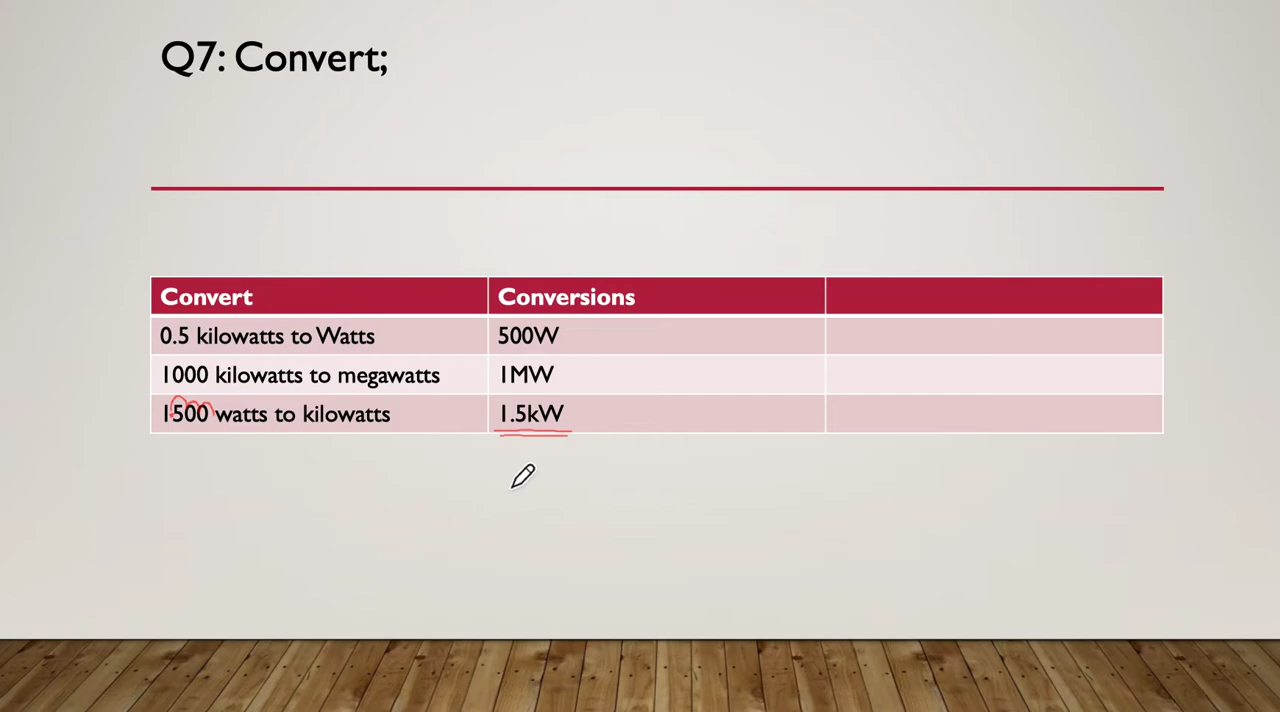 Q7: Convert;
Convert Conversions
0.5 kilowatts to Watts 500W
1000 kilowatts to megawatts 1MW
1500 watts to kilowatts 1.5kW